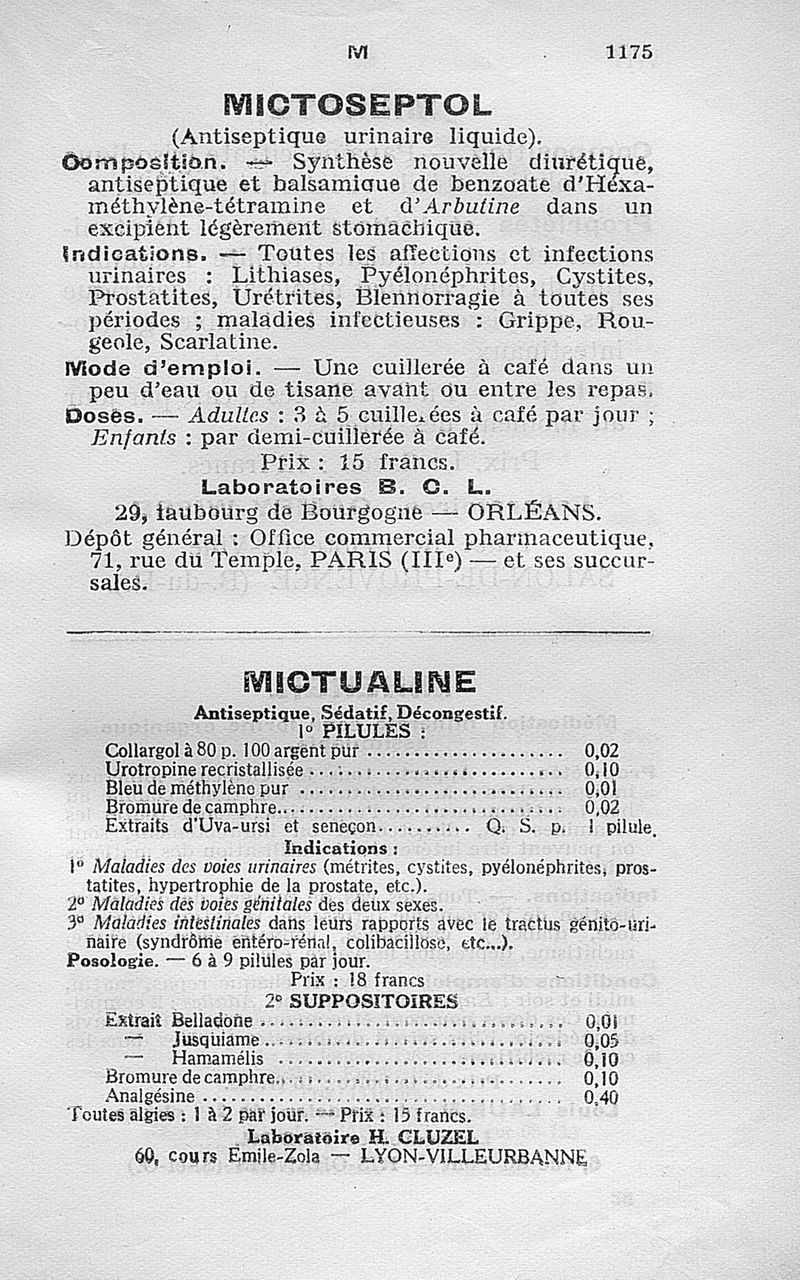 M 1175
MICTOSEPTOL
(Antiseptique urinaire liquide).
Composition. — Synthèse nouvelle diurétique,
antiseptique et balsamique de benzoate d'Hexa-
méthylène-tétramine et d'Arbutine dans un
excipient légèrement stomachique.
Indications. — Toutes les affections et infections
urinaires : Lithiases, Pyélonéphrites, Cystites,
Prostatites, Urétrites, Blennorragie à toutes ses
périodes ; maladies infectieuses : Grippe, Rou-
geole, Scarlatine.
Mode d'emploi. — Une cuillerée à café dans un
peu d'eau ou de tisane avant ou entre les repas.
Doses. — Adultes : 3 à 5 cuillerées à café par jour ;
Enfants : par demi-cuillerée à café.
Prix : 15 francs.
Laboratoires B. C. L.
29, faubourg de Bourgogne — ORLÉANS.
Dépôt général : Office commercial pharmaceutique,
71, rue du Temple, PARIS (IIIe) — et ses succur-
sales.
MICTUALINE
Antiseptique, Sédatif, Décongestif.
1° PILULES :
Collargol à 80 p. 100 argent pur .................... 0,02
Urotropine recristallisée .......................... 0,10
Bleu de méthylène pur ........................... 0,01
Bromure de camphre............................. 0,02
Extraits d'Uva-ursi et seneçon.......... Q. S. p. 1 pilule.
Indications :
1° Maladies des voies urinaires (métrites, cystites, pyélonéphrites, pros-
tatites, hypertrophie de la prostate, etc.).
2° Maladies des voies génitales des deux sexes.
3° Maladies intestinales dans leurs rapports avec le tractus génito-uri-
naire (syndrôme entéro-rénal, colibacillose, etc...).
Posologie. — 6 à 9 pilules par jour.
Prix : 18 francs
2° SUPPOSITOIRES
Extrait Belladone ............................... 0,01
— Jusquiame .............................. 0,05
— Hamamélis ............................. 0,10
Bromure de camphre............................. 0,10
Analgésine ..................................... 0,40
Toutes algies : 1 à 2 par jour. — Prix : 15 francs.
Laboratoire H. CLUZEL
60, cours Emile-Zola — LYON-VILLEURBANNE